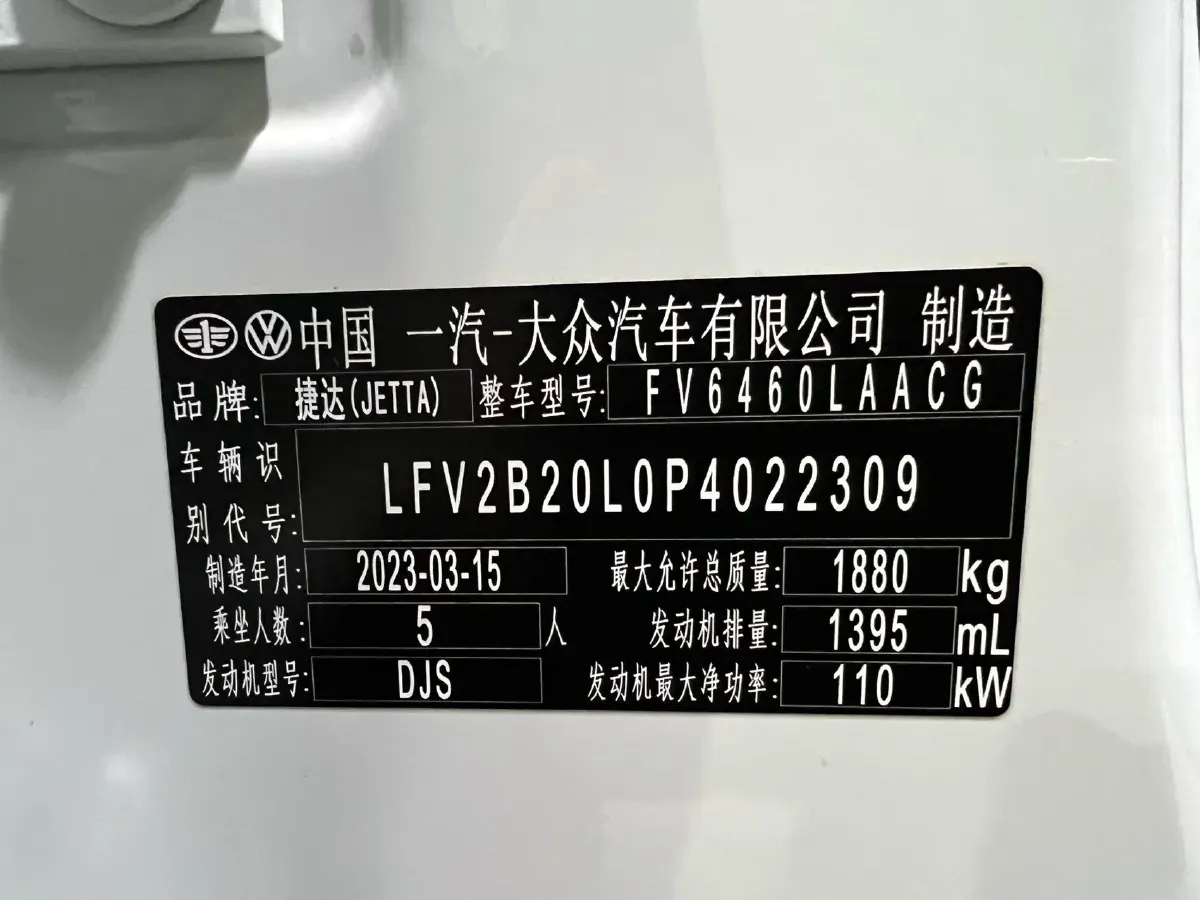 中国 一汽-大众汽车有限公司 制造
品牌: 捷达(JETTA) 整车型号: FV6460LAACG
车辆识
别代号: LFV2B20L0P4022309
制造年月: 2023-03-15 最大允许总质量: 1880 kg
乘坐人数: 5 人 发动机排量: 1395 mL
发动机型号: DJS 发动机最大净功率: 110 kW